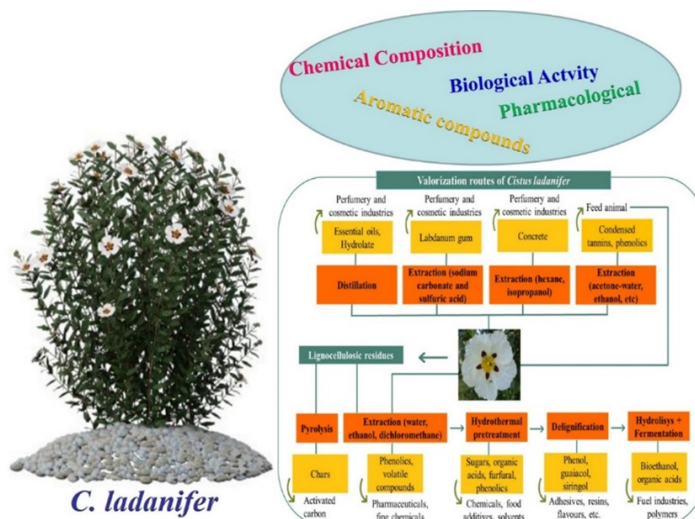 Chemical Composition
Biological Actvity
Pharmacological
Aromatic compounds
Valorization routes of Cistus ladanifer
Perfumery and
cosmetic industries
Perfumery and
cosmetic industries
Perfumery and
cosmetic industries
Feed animal
Essential oils,
Hydrolate
Labdanum gum
Concrete
Condensed
tannins, phenolics
Distillation
Extraction (sodium
carbonate and
sulfuric acid)
Extraction (hexane,
isopropanol)
Extraction
(acetone-water,
ethanol, etc)
Lignocellulosic residues
Pyrolysis
Extraction (water,
ethanol, dichloromethane)
Hydrothermal
pretreatment
Delignification
Hydrolisys +
Fermentation
Chars
Phenolics,
volatile
compounds
Sugars, organic
acids, furfural,
phenolics
Phenol,
guaiacol,
siringol
Bioethanol,
organic acids
Activated
carbon
Pharmaceuticals,
fine chemicals
Chemicals, food
additives, solvents
Adhesives, resins,
flavours, etc.
Fuel industries,
polymers
C. ladanifer